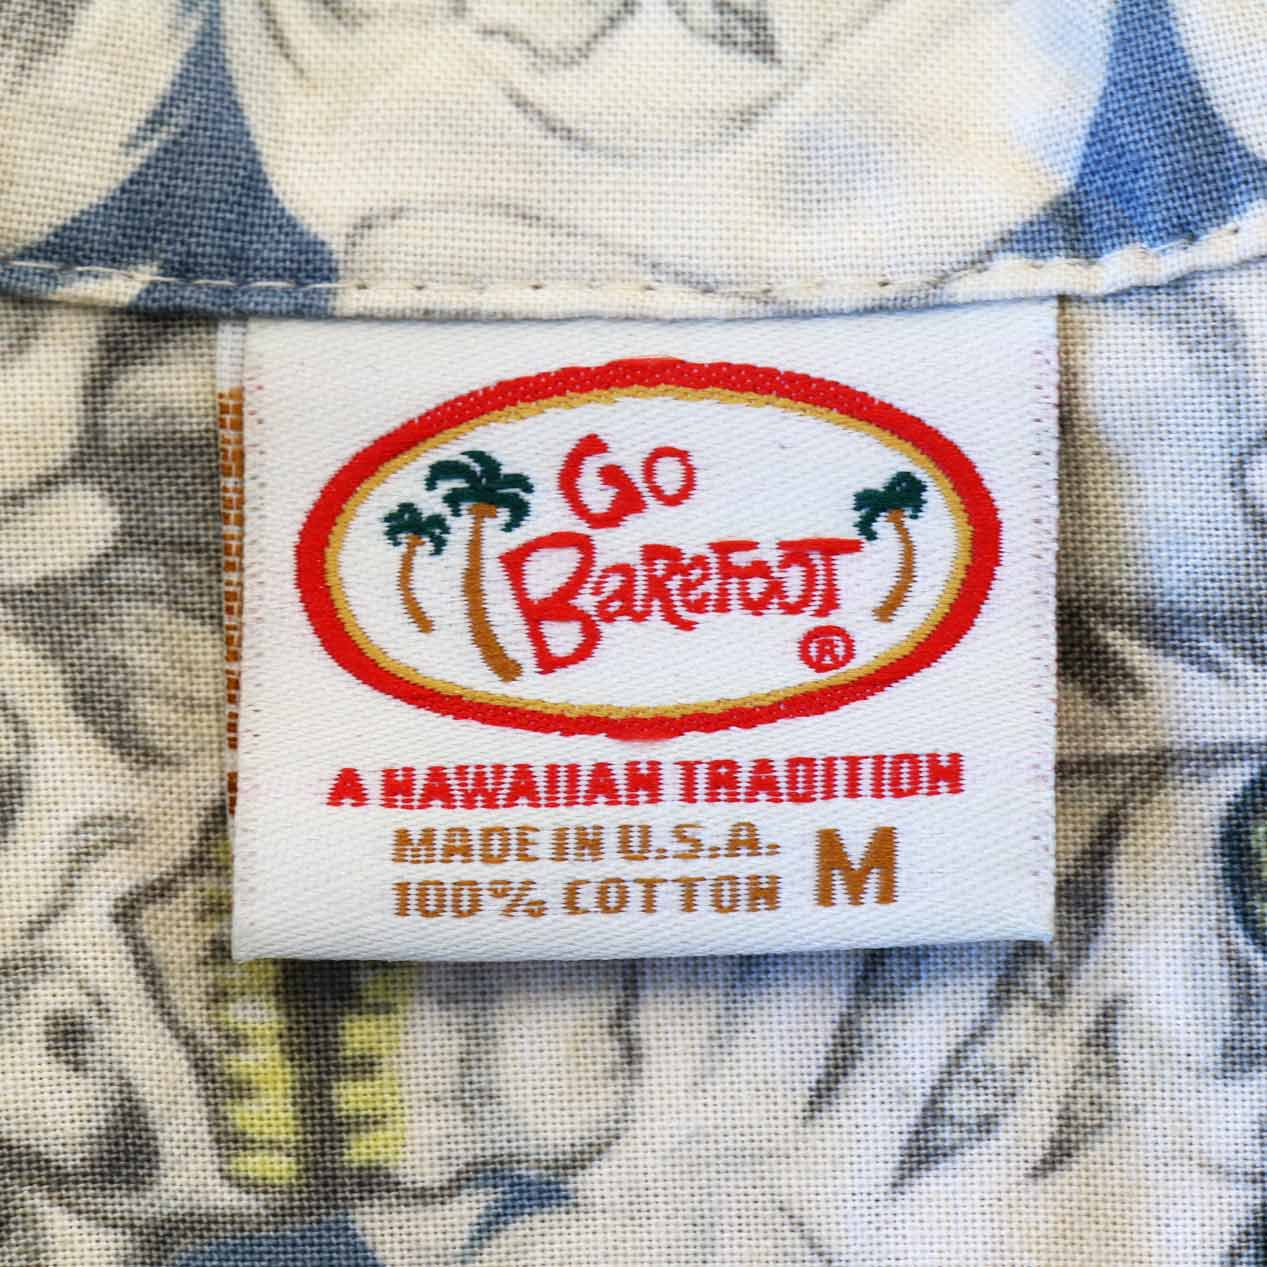 Go
BAREFOOT
®
A HAWAIIAN TRADITION
MADE IN U.S.A.
100% COTTON M